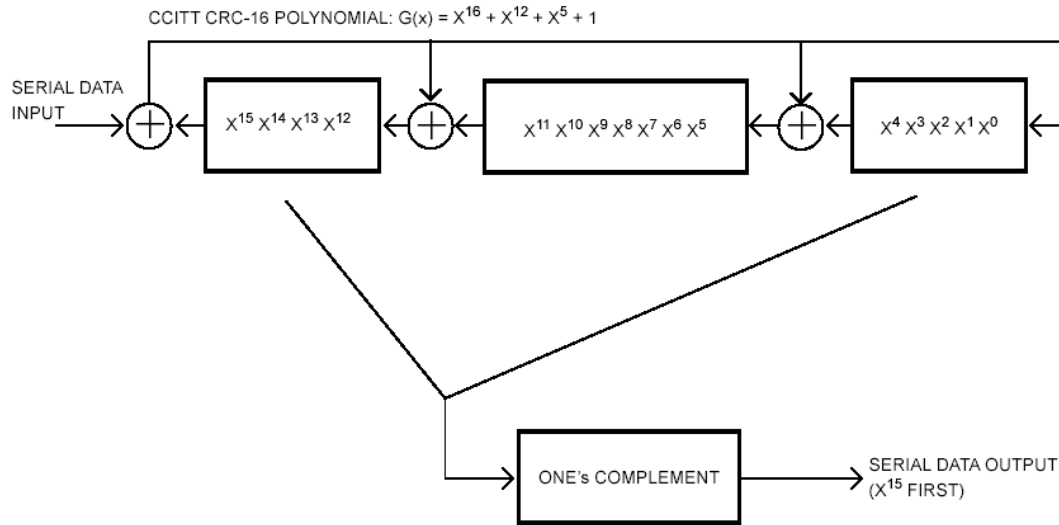 CCITT CRC-16 POLYNOMIAL: G(x) = X¹⁶ + X¹² + X⁵ + 1
SERIAL DATA
INPUT
X¹⁵ X¹⁴ X¹³ X¹²
X¹¹ X¹⁰ X⁹ X⁸ X⁷ X⁶ X⁵
X⁴ X³ X² X¹ X⁰
ONE's COMPLEMENT
SERIAL DATA OUTPUT
(X¹⁵ FIRST)